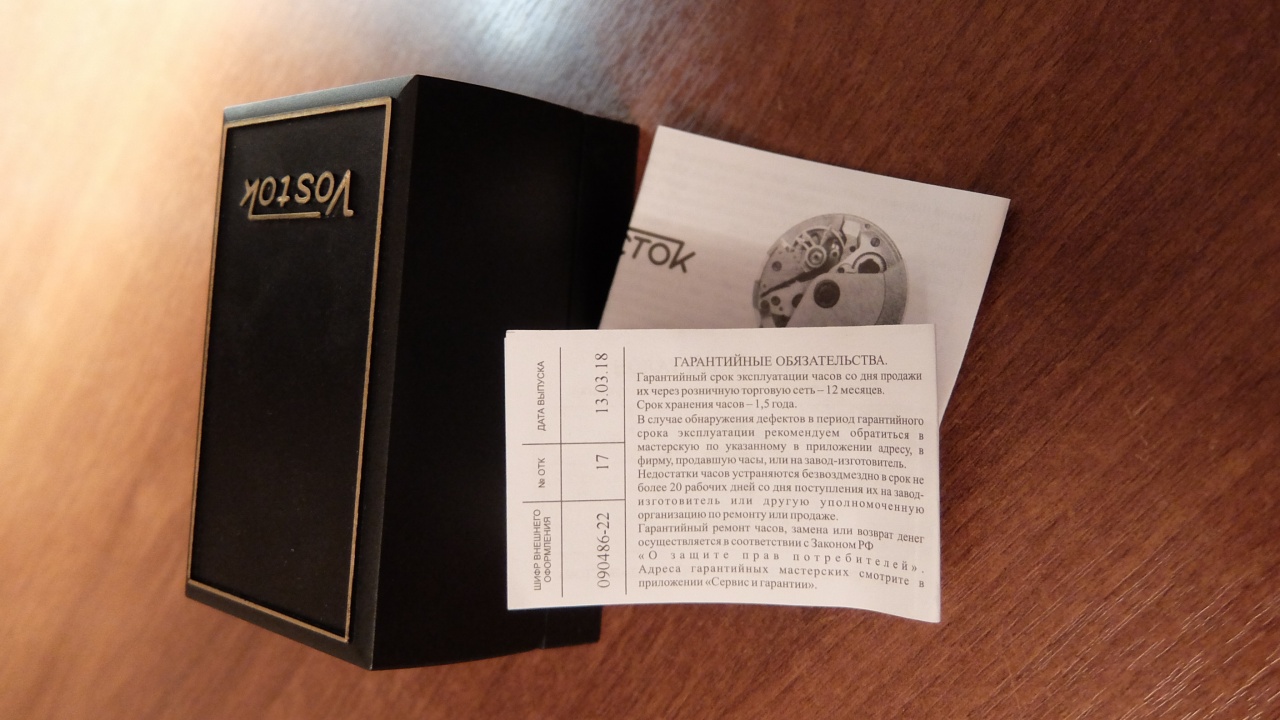 Vostok
СТОК
ДАТА ВЫПУСКА
13.03.18
№ ОТК
17
ШИФР ВНЕШНЕГО
ОФОРМЛЕНИЯ
090486-22
ГАРАНТИЙНЫЕ ОБЯЗАТЕЛЬСТВА.
Гарантийный срок эксплуатации часов со дня продажи
их через розничную торговую сеть – 12 месяцев.
Срок хранения часов – 1,5 года.
В случае обнаружения дефектов в период гарантийного
срока эксплуатации рекомендуем обратиться в
мастерскую по указанному в приложении адресу, в
фирму, продавшую часы, или на завод-изготовитель.
Недостатки часов устраняются безвоздмездно в срок не
более 20 рабочих дней со дня поступления их на завод-
изготовитель или другую уполномоченную
организацию по ремонту или продаже.
Гарантийный ремонт часов, замена или возврат денег
осуществляется в соответствии с Законом РФ
«О защите прав потребителей».
Адреса гарантийных мастерских смотрите в
приложении «Сервис и гарантии».